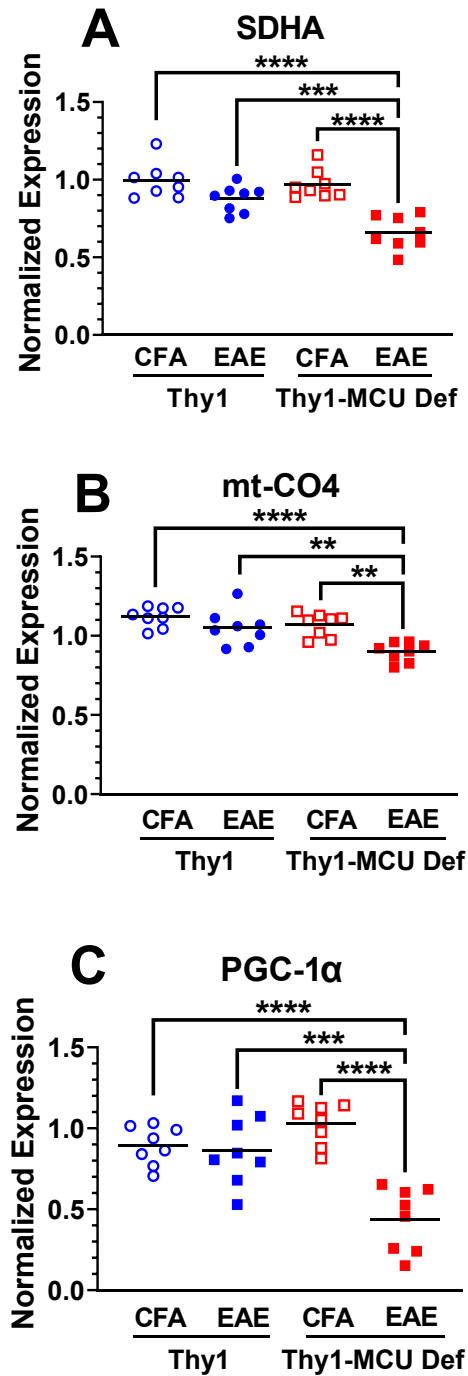 A SDHA
****
***
****
Normalized Expression
1.5
1.0
0.5
0.0
CFA EAE CFA EAE
Thy1 Thy1-MCU Def
B mt-CO4
****
**
**
Normalized Expression
1.5
1.0
0.5
0.0
CFA EAE CFA EAE
Thy1 Thy1-MCU Def
C PGC-1α
****
***
****
Normalized Expression
1.5
1.0
0.5
0.0
CFA EAE CFA EAE
Thy1 Thy1-MCU Def